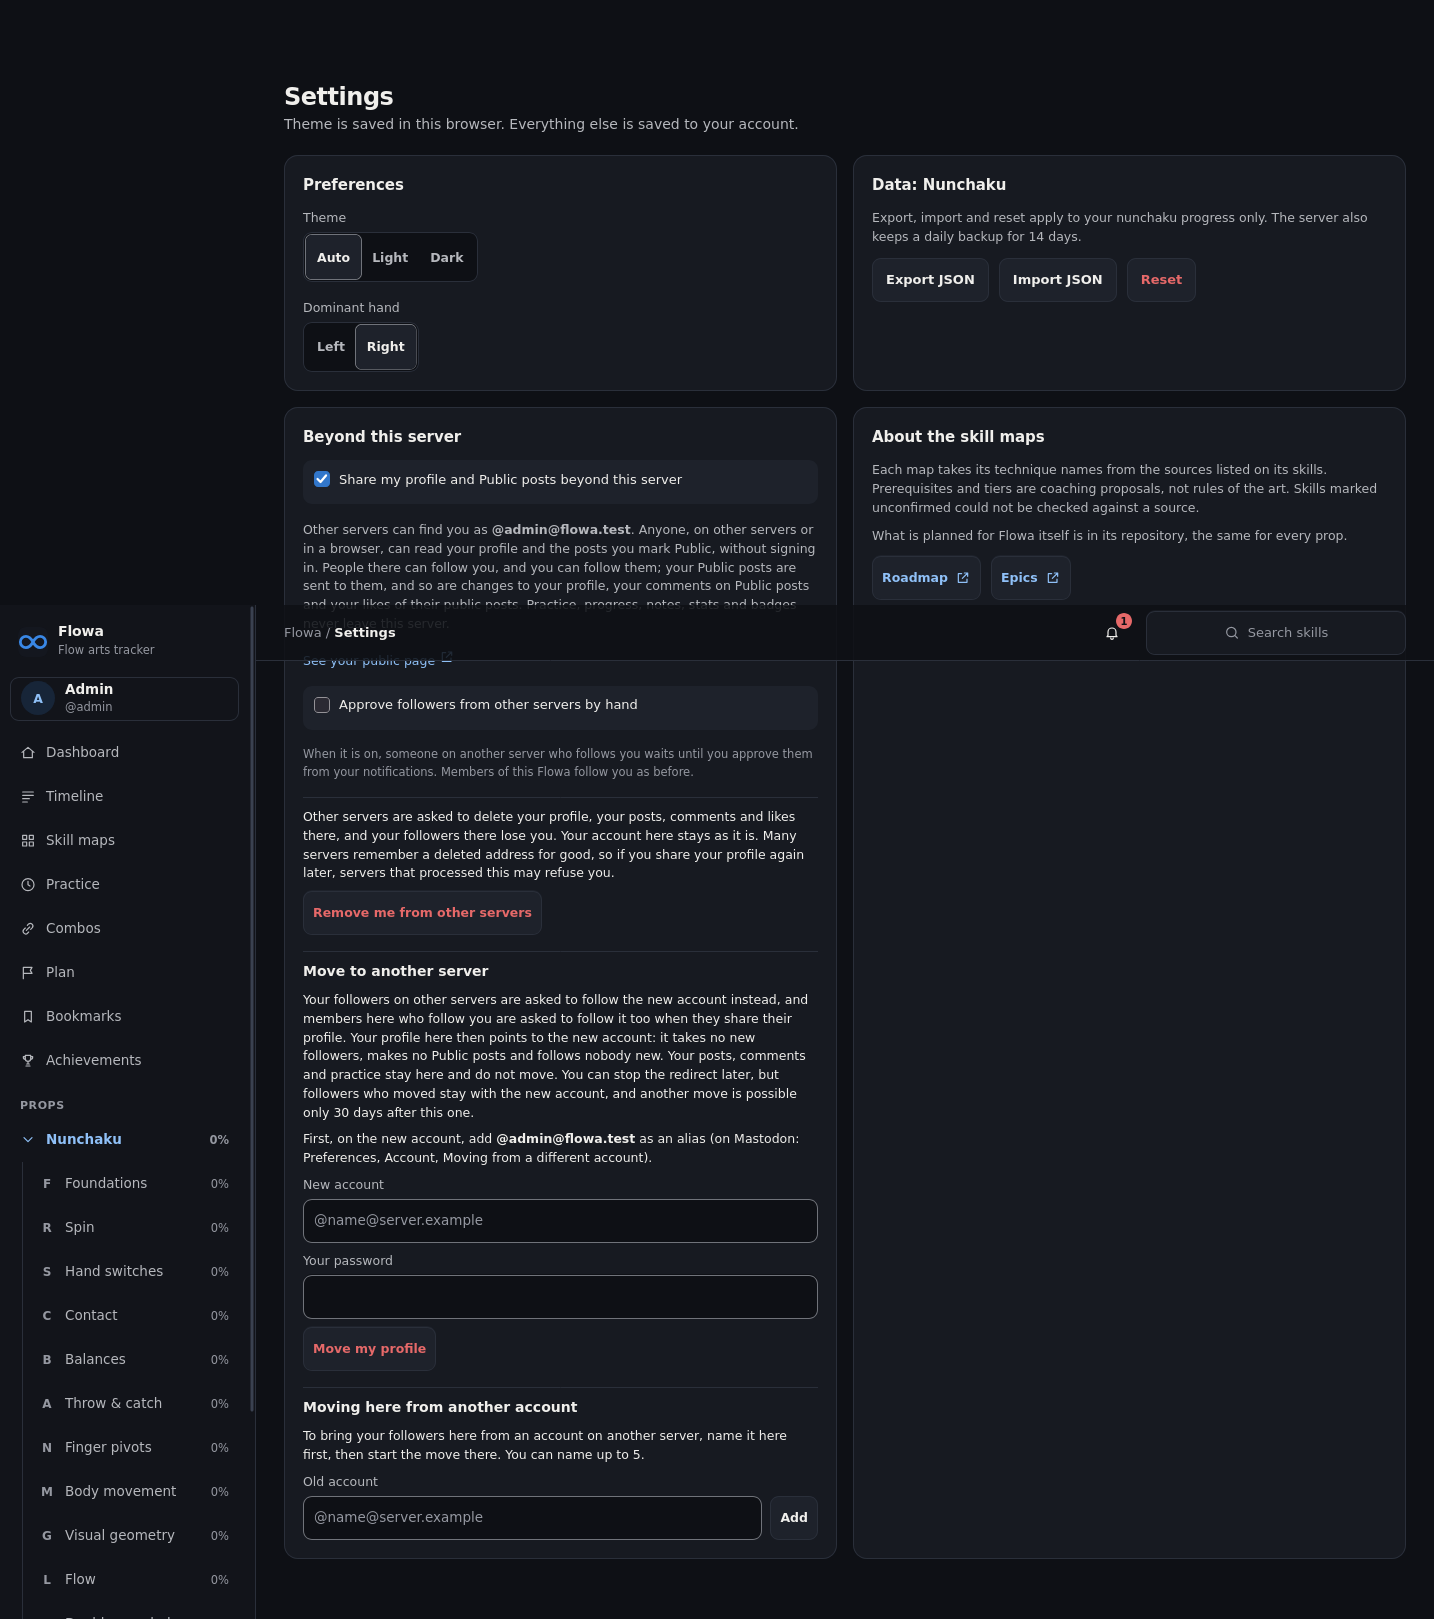 Settings
Theme is saved in this browser. Everything else is saved to your account.
Preferences
Theme
Auto Light Dark
Dominant hand
Left Right
Data: Nunchaku
Export, import and reset apply to your nunchaku progress only. The server also
keeps a daily backup for 14 days.
Export JSON Import JSON Reset
Beyond this server
Share my profile and Public posts beyond this server
Other servers can find you as @admin@flowa.test. Anyone, on other servers or
in a browser, can read your profile and the posts you mark Public, without signing
in. People there can follow you, and you can follow them; your Public posts are
sent to them, and so are changes to your profile, your comments on Public posts
and your likes of their public posts. Practice, progress, notes, stats and badges
never leave this server.
See your public page
Approve followers from other servers by hand
When it is on, someone on another server who follows you waits until you approve them
from your notifications. Members of this Flowa follow you as before.
Other servers are asked to delete your profile, your posts, comments and likes
there, and your followers there lose you. Your account here stays as it is. Many
servers remember a deleted address for good, so if you share your profile again
later, servers that processed this may refuse you.
Remove me from other servers
Move to another server
Your followers on other servers are asked to follow the new account instead, and
members here who follow you are asked to follow it too when they share their
profile. Your profile here then points to the new account: it takes no new
followers, makes no Public posts and follows nobody new. Your posts, comments
and practice stay here and do not move. You can stop the redirect later, but
followers who moved stay with the new account, and another move is possible
only 30 days after this one.
First, on the new account, add @admin@flowa.test as an alias (on Mastodon:
Preferences, Account, Moving from a different account).
New account
@name@server.example
Your password
Move my profile
Moving here from another account
To bring your followers here from an account on another server, name it here
first, then start the move there. You can name up to 5.
Old account
@name@server.example
Add
About the skill maps
Each map takes its technique names from the sources listed on its skills.
Prerequisites and tiers are coaching proposals, not rules of the art. Skills marked
unconfirmed could not be checked against a source.
What is planned for Flowa itself is in its repository, the same for every prop.
Roadmap Epics
Flowa / Settings
1
Search skills
Flowa
Flow arts tracker
A
Admin
@admin
Dashboard
Timeline
Skill maps
Practice
Combos
Plan
Bookmarks
Achievements
PROPS
Nunchaku 0%
F Foundations 0%
R Spin 0%
S Hand switches 0%
C Contact 0%
B Balances 0%
A Throw & catch 0%
N Finger pivots 0%
M Body movement 0%
G Visual geometry 0%
L Flow 0%